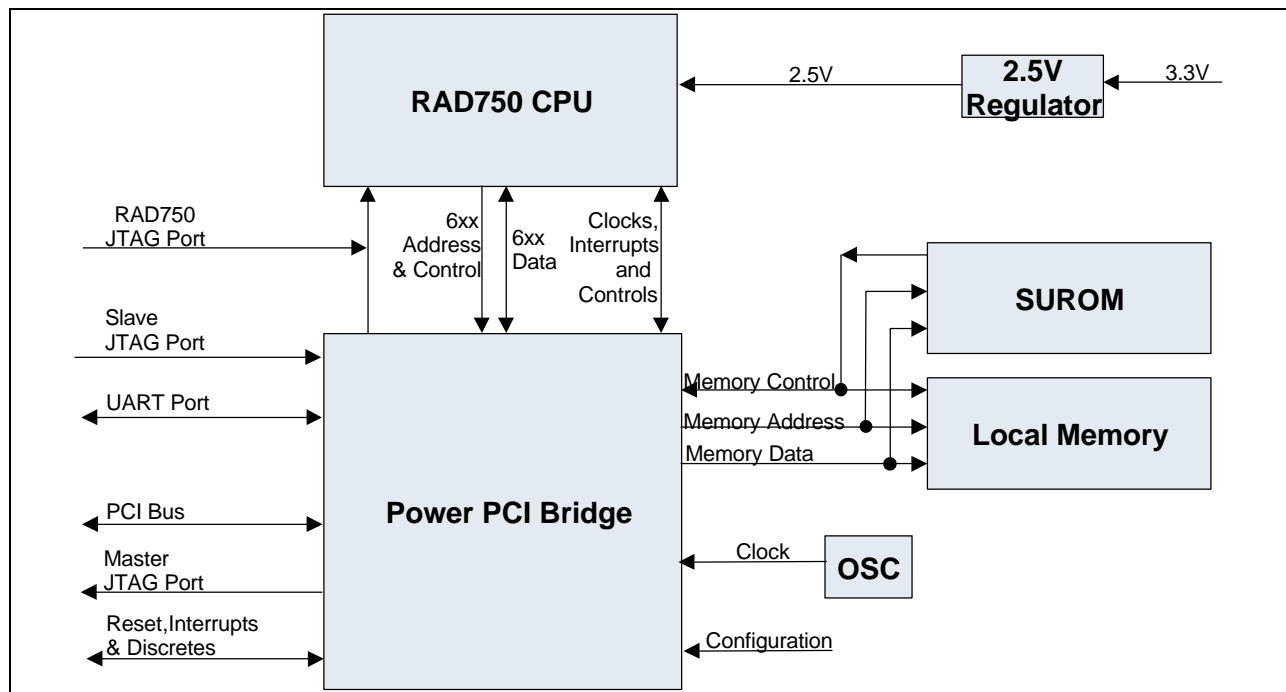 RAD750 CPU
2.5V
2.5V
Regulator
3.3V
RAD750
JTAG Port
6xx
Address
& Control
6xx
Data
Clocks,
Interrupts
and
Controls
SUROM
Slave
JTAG Port
Memory Control
UART Port
Memory Address
Local Memory
Memory Data
PCI Bus
Power PCI Bridge
Master
JTAG Port
Clock
OSC
Reset,Interrupts
& Discretes
Configuration